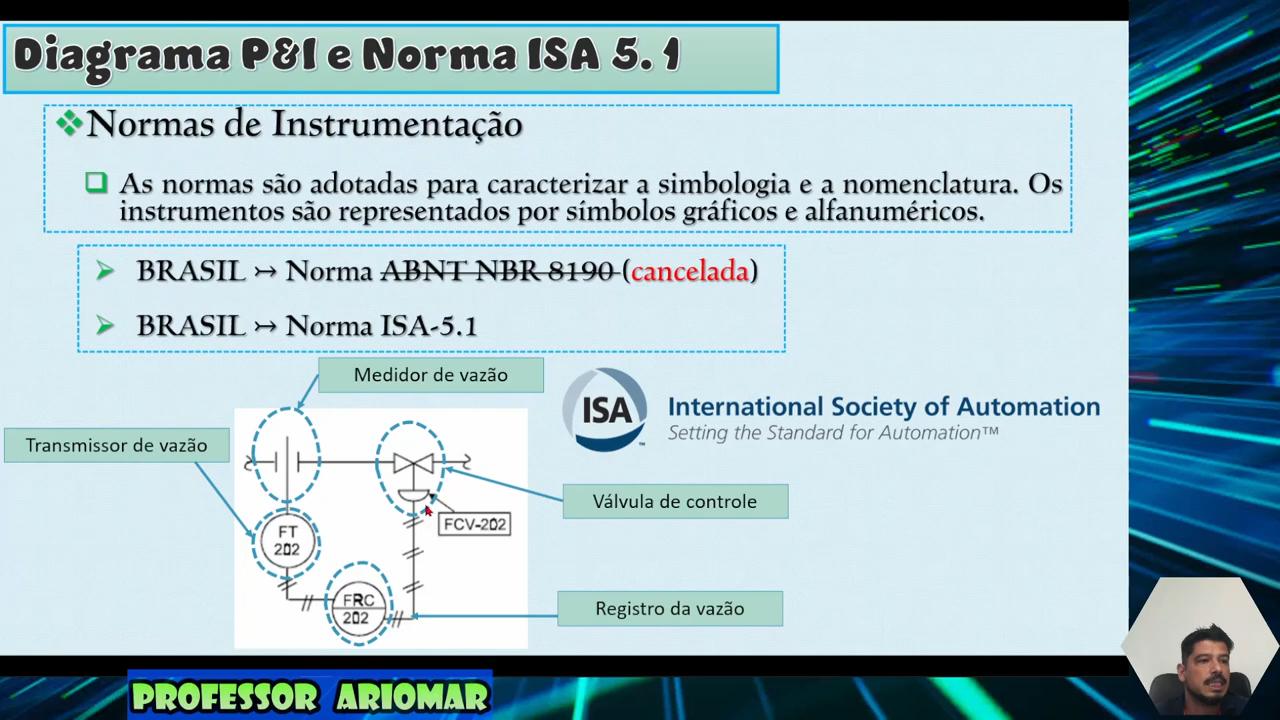 Diagrama P&I e Norma ISA 5.1
Normas de Instrumentação
As normas são adotadas para caracterizar a simbologia e a nomenclatura. Os
instrumentos são representados por símbolos gráficos e alfanuméricos.
BRASIL ↣ Norma ABNT NBR 8190 (cancelada)
BRASIL ↣ Norma ISA-5.1
Medidor de vazão
Transmissor de vazão
ISA
International Society of Automation
Setting the Standard for Automation™
Válvula de controle
FCV-202
FT
202
FRC
202
Registro da vazão
PROFESSOR ARIOMAR